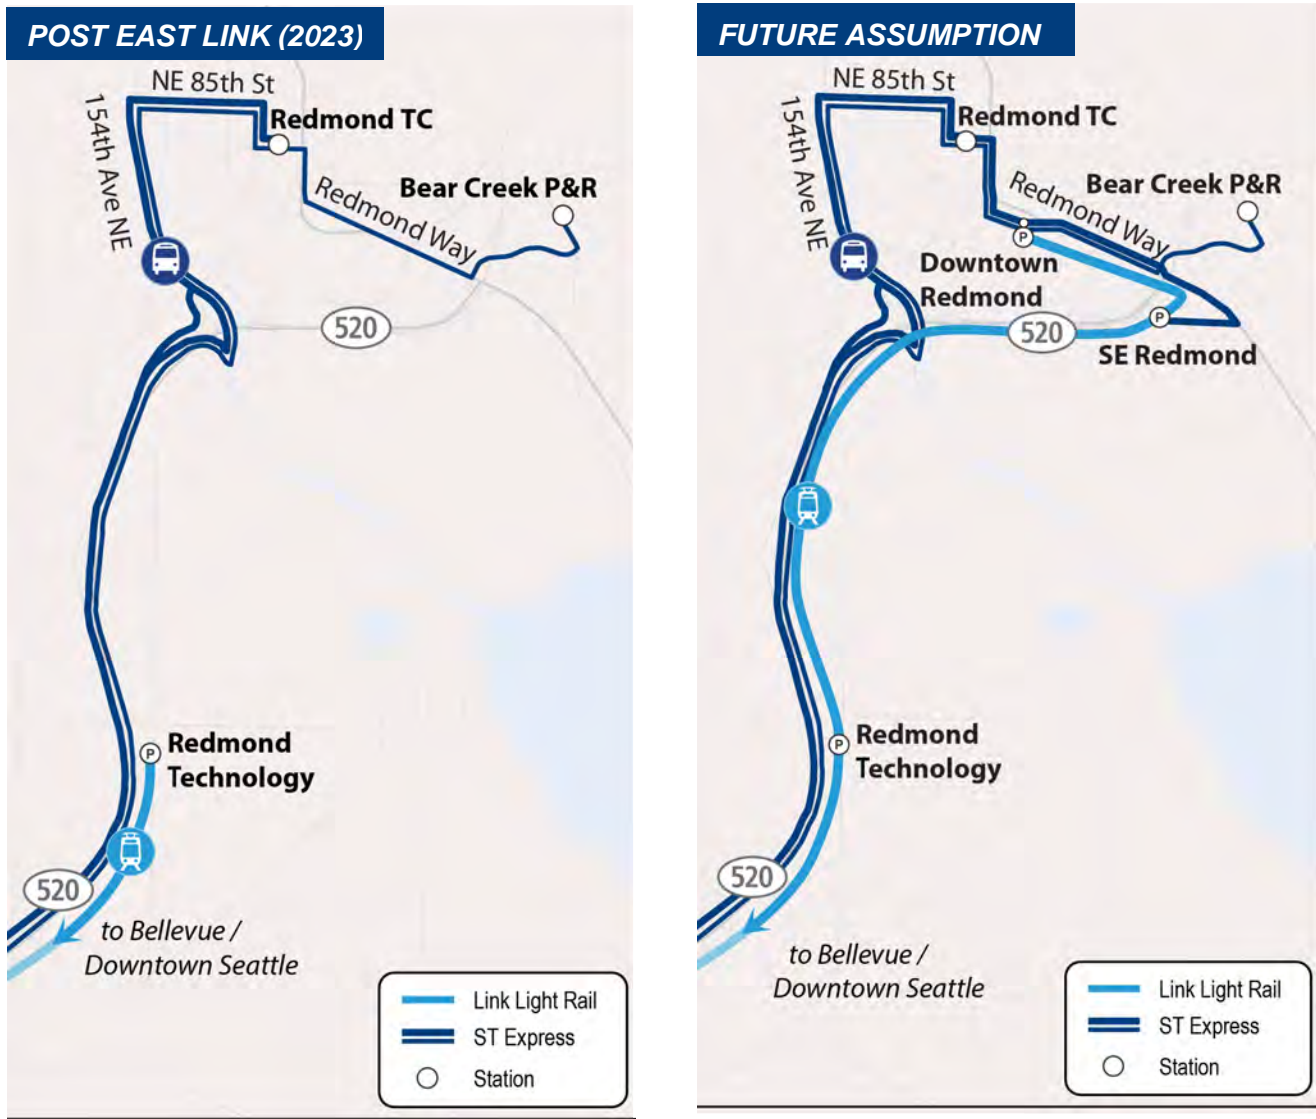 POST EAST LINK (2023)
NE 85th St
154th Ave NE
Redmond TC
Bear Creek P&R
Redmond Way
520
P
Redmond
Technology
520
to Bellevue /
Downtown Seattle
Link Light Rail
ST Express
Station
FUTURE ASSUMPTION
NE 85th St
154th Ave NE
Redmond TC
Bear Creek P&R
Redmond Way
P
Downtown
Redmond
P
520
SE Redmond
P
Redmond
Technology
520
to Bellevue /
Downtown Seattle
Link Light Rail
ST Express
Station